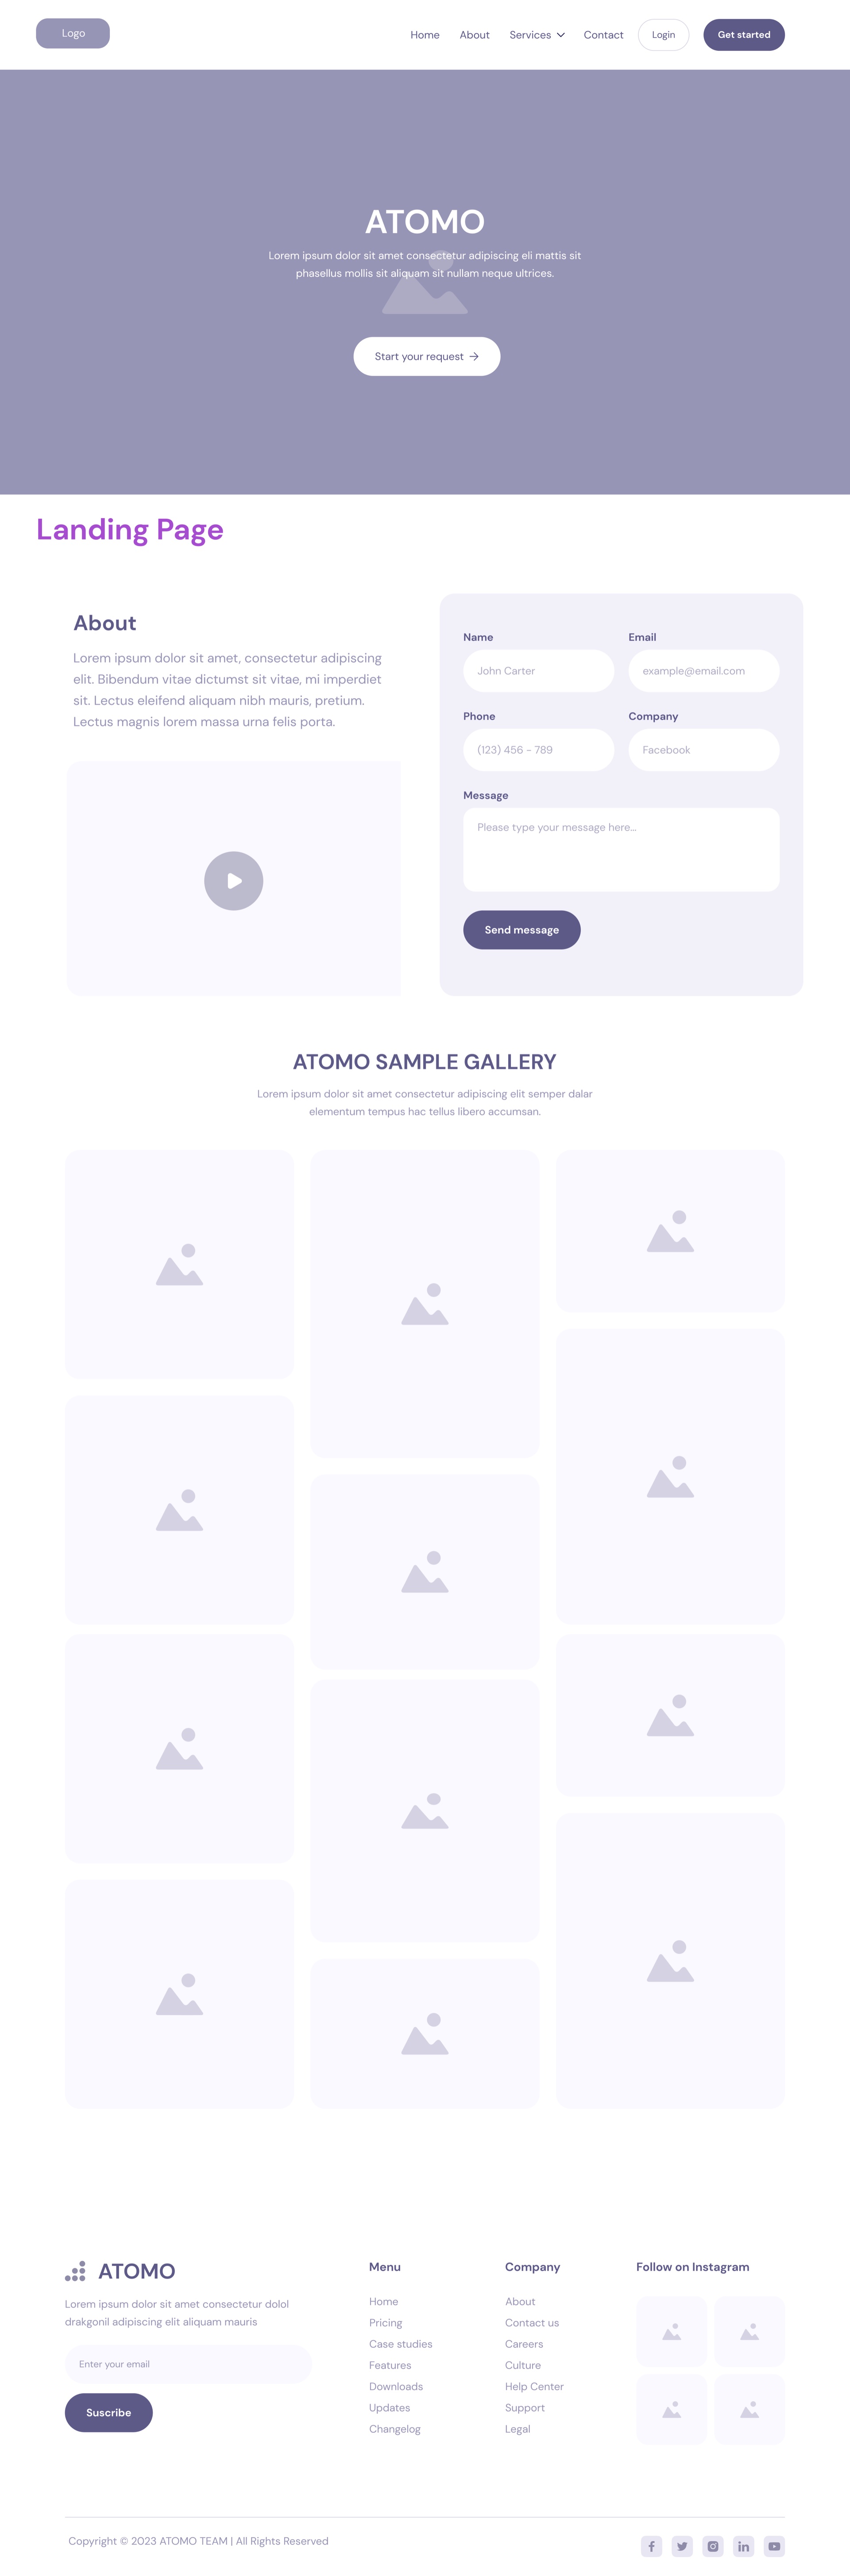 Logo
Home
About
Services
Contact
Login
Get started
ATOMO
Lorem ipsum dolor sit amet consectetur adipiscing eli mattis sit
phasellus mollis sit aliquam sit nullam neque ultrices.
Start your request
Landing Page
About
Lorem ipsum dolor sit amet, consectetur adipiscing
elit. Bibendum vitae dictumst sit vitae, mi imperdiet
sit. Lectus eleifend aliquam nibh mauris, pretium.
Lectus magnis lorem massa urna felis porta.
Name
John Carter
Email
example@email.com
Phone
(123) 456 - 789
Company
Facebook
Message
Please type your message here...
Send message
ATOMO SAMPLE GALLERY
Lorem ipsum dolor sit amet consectetur adipiscing elit semper dalar
elementum tempus hac tellus libero accumsan.
ATOMO
Lorem ipsum dolor sit amet consectetur dolol
drakgonil adipiscing elit aliquam mauris
Enter your email
Suscribe
Menu
Home
Pricing
Case studies
Features
Downloads
Updates
Changelog
Company
About
Contact us
Careers
Culture
Help Center
Support
Legal
Follow on Instagram
Copyright © 2023 ATOMO TEAM | All Rights Reserved